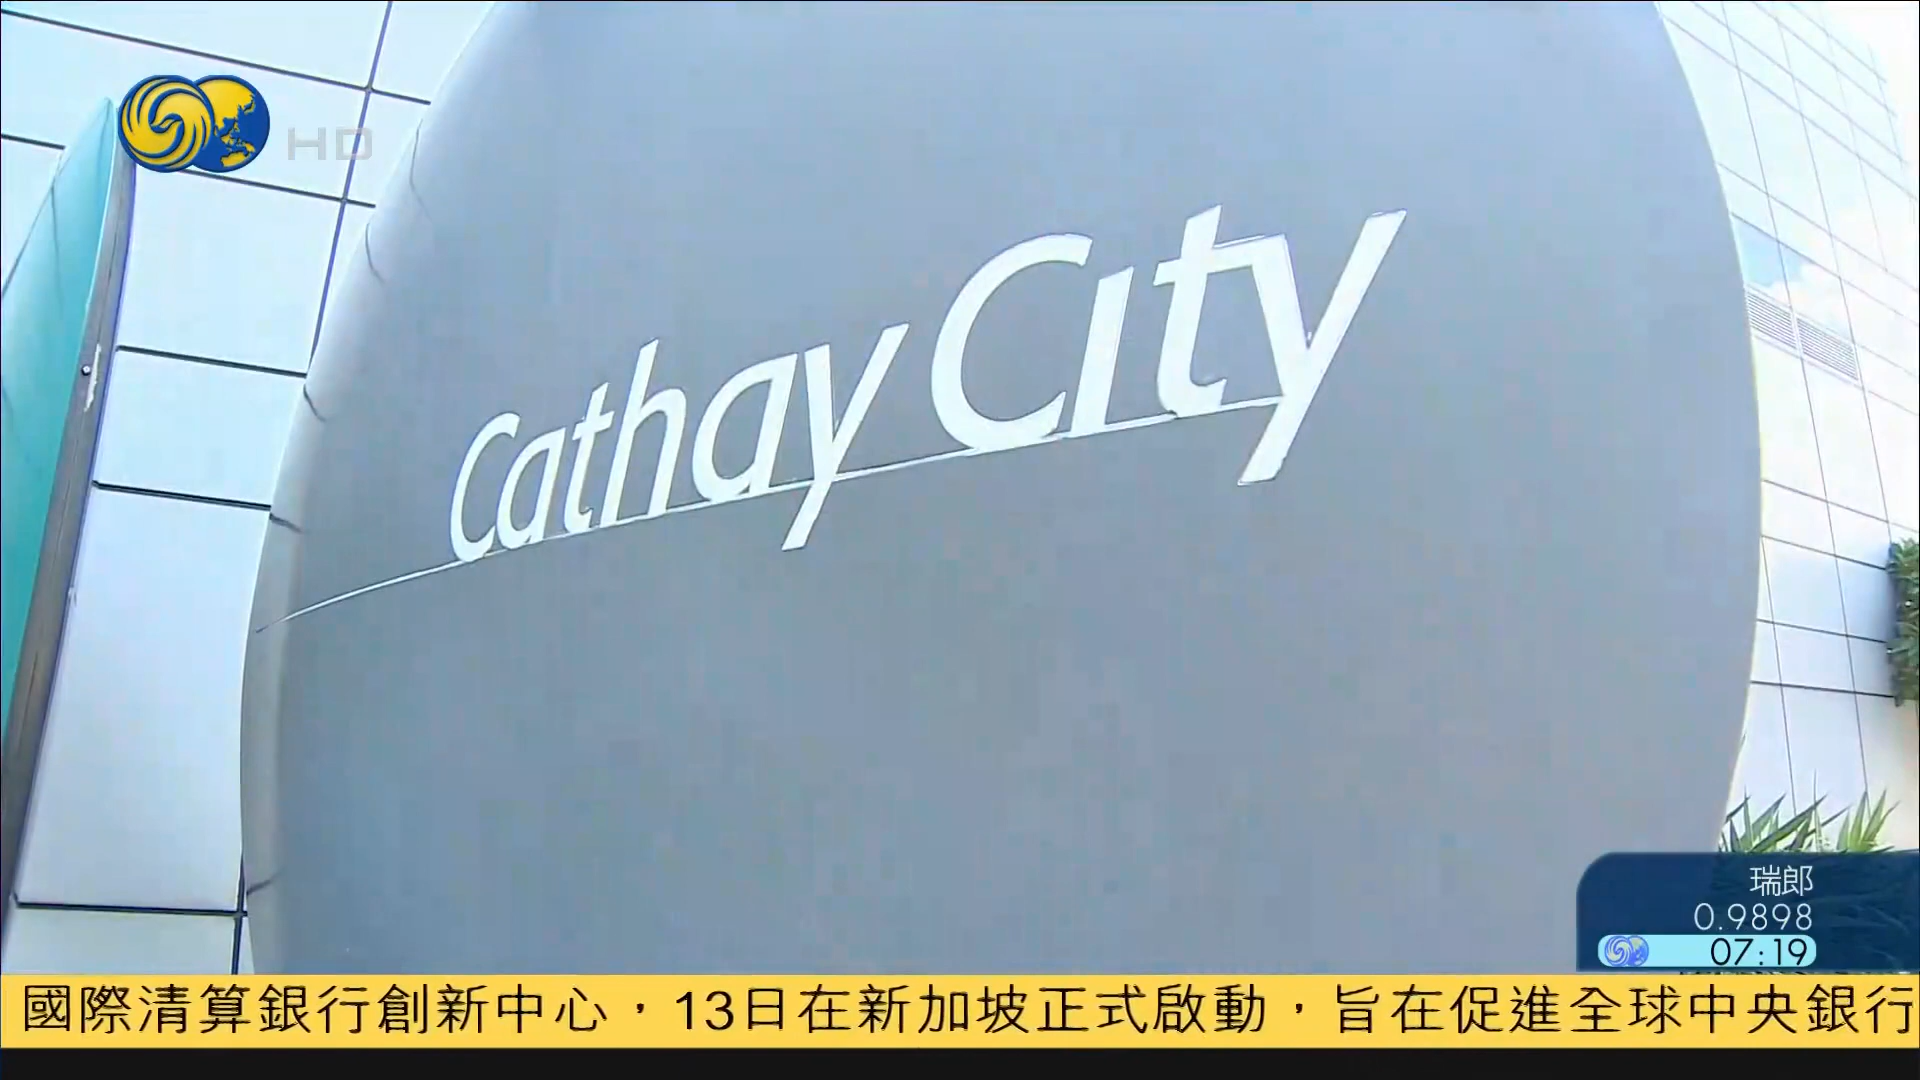 HD
Cathay City
瑞郎
0.9898
07:19
國際清算銀行創新中心，13日在新加坡正式啟動，旨在促進全球中央銀行